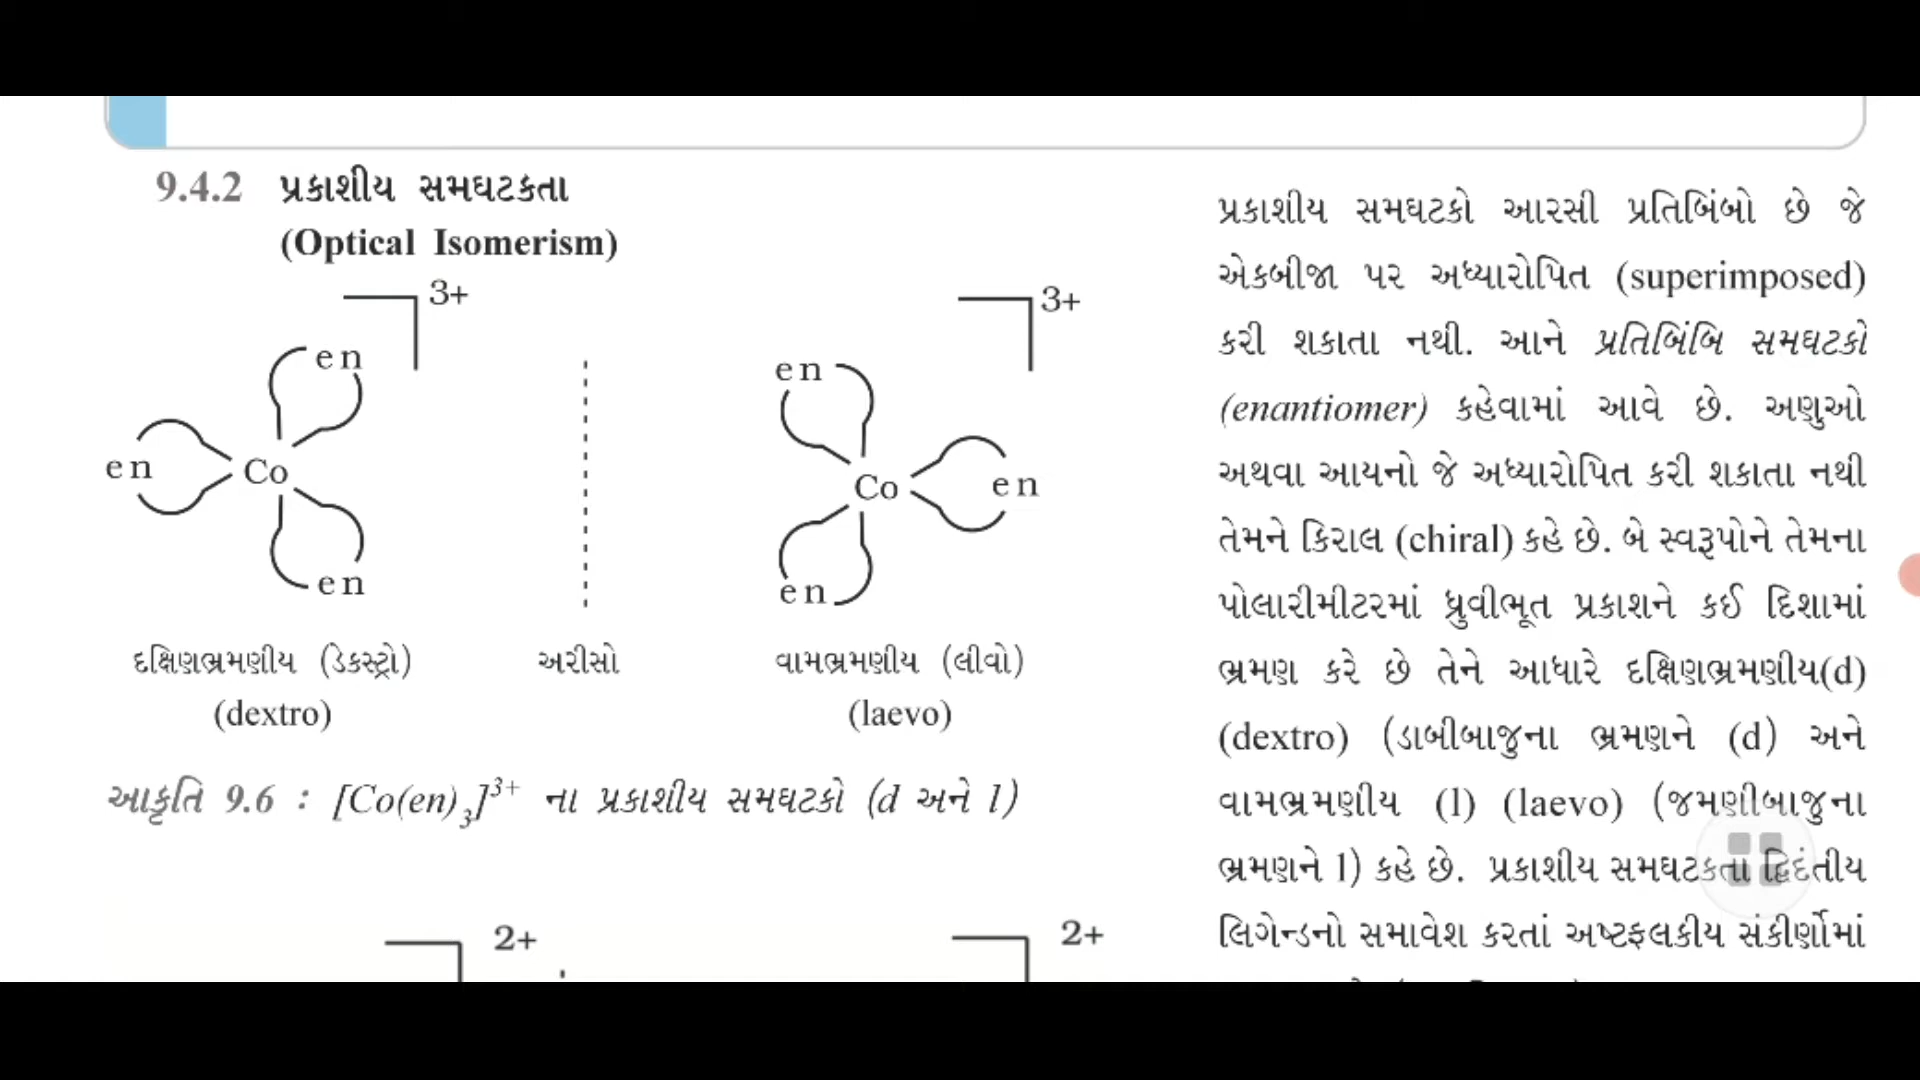 9.4.2 પ્રકાશીય સમઘટકતા
(Optical Isomerism)
3+
en
en
Co
en
દક્ષિણભ્રમણીય (ડેક્સ્ટ્રો)
(dextro)
અરીસો
3+
en
Co
en
en
વામભ્રમણીય (લીવો)
(laevo)
આકૃતિ 9.6 : [Co(en)3]3+ ના પ્રકાશીય સમઘટકો (d અને l)
2+
2+
પ્રકાશીય સમઘટકો આરસી પ્રતિબિંબો છે જે
એકબીજા પર અધ્યારોપિત (superimposed)
કરી શકાતા નથી. આને પ્રતિબિંબિ સમઘટકો
(enantiomer) કહેવામાં આવે છે. અણુઓ
અથવા આયનો જે અધ્યારોપિત કરી શકાતા નથી
તેમને કિરાલ (chiral) કહે છે. બે સ્વરૂપોને તેમના
પોલારીમીટરમાં ધ્રુવીભૂત પ્રકાશને કઈ દિશામાં
ભ્રમણ કરે છે તેને આધારે દક્ષિણભ્રમણીય(d)
(dextro) (ડાબીબાજુના ભ્રમણને (d) અને
વામભ્રમણીય (l) (laevo) (જમણીબાજુના
ભ્રમણને l) કહે છે. પ્રકાશીય સમઘટકતા દ્વિદંતીય
લિગેન્ડનો સમાવેશ કરતાં અષ્ટફલકીય સંકીર્ણોમાં